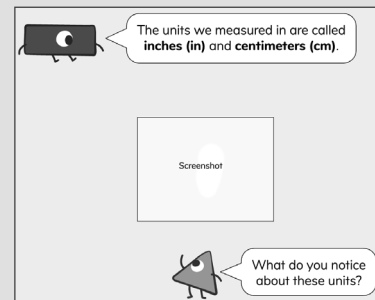 The units we measured in are called
inches (in) and centimeters (cm).
Screenshot
What do you notice
about these units?